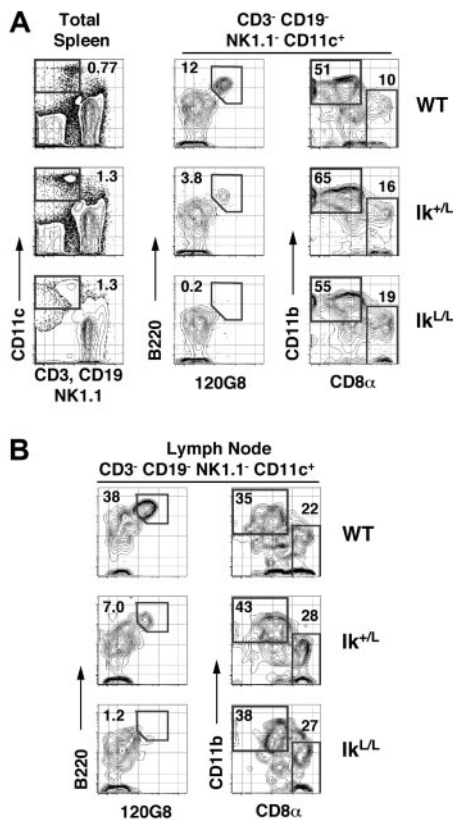 A
Total
Spleen
CD3- CD19-
NK1.1- CD11c+
0.77
12
51
10
WT
1.3
3.8
65
16
Ik+/L
1.3
0.2
55
19
IkL/L
CD11c
B220
CD11b
CD3, CD19
NK1.1
120G8
CD8α
B
Lymph Node
CD3- CD19- NK1.1- CD11c+
38
35
22
WT
7.0
43
28
Ik+/L
1.2
38
27
IkL/L
B220
CD11b
120G8
CD8α